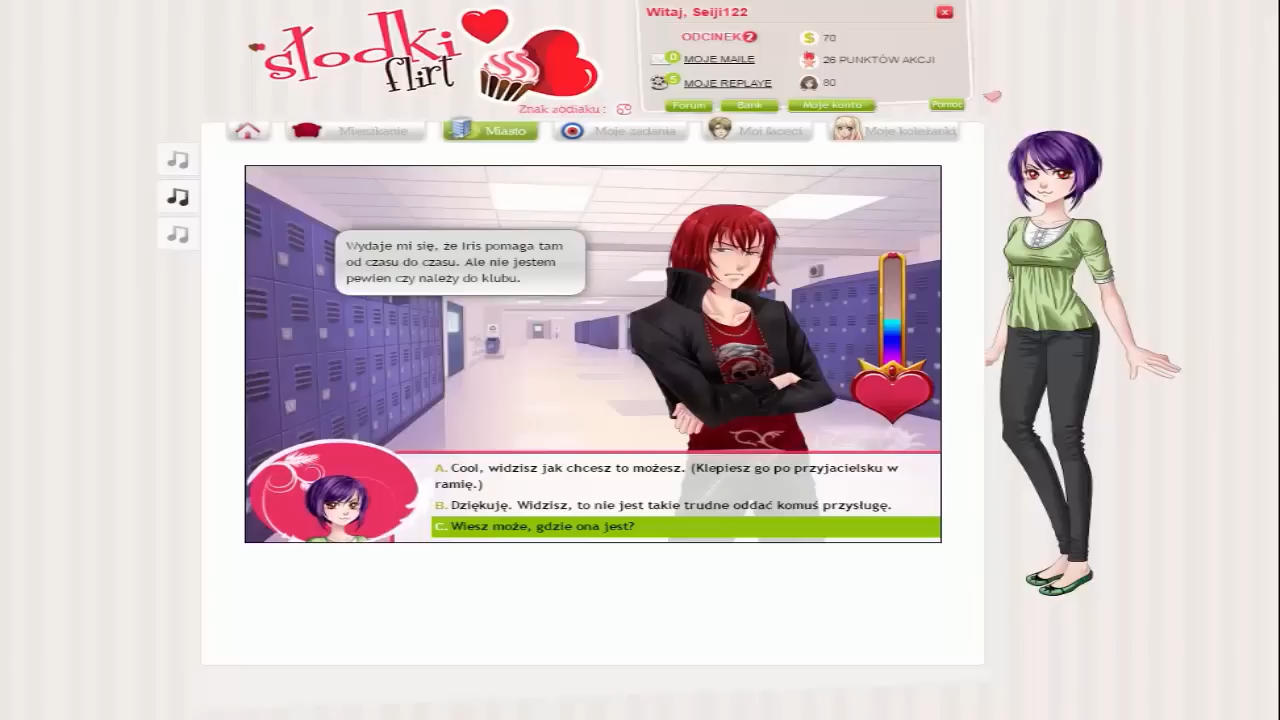 słodki
flirt
Znak zodiaku :
Witaj, Seiji122
x
ODCINEK 2
70
0 MOJE MAILE
26 PUNKTÓW AKCJI
5 MOJE REPLAYE
80
Forum
Bank
Moje konto
Pomoc
Mieszkanie
Miasto
Moje zadania
Moi faceci
Moje koleżanki
Wydaje mi się, że Iris pomaga tam
od czasu do czasu. Ale nie jestem
pewien czy należy do klubu.
A. Cool, widzisz jak chcesz to możesz. (Klepiesz go po przyjacielsku w
ramię.)
B. Dziękuję. Widzisz, to nie jest takie trudne oddać komuś przysługę.
C. Wiesz może, gdzie ona jest?